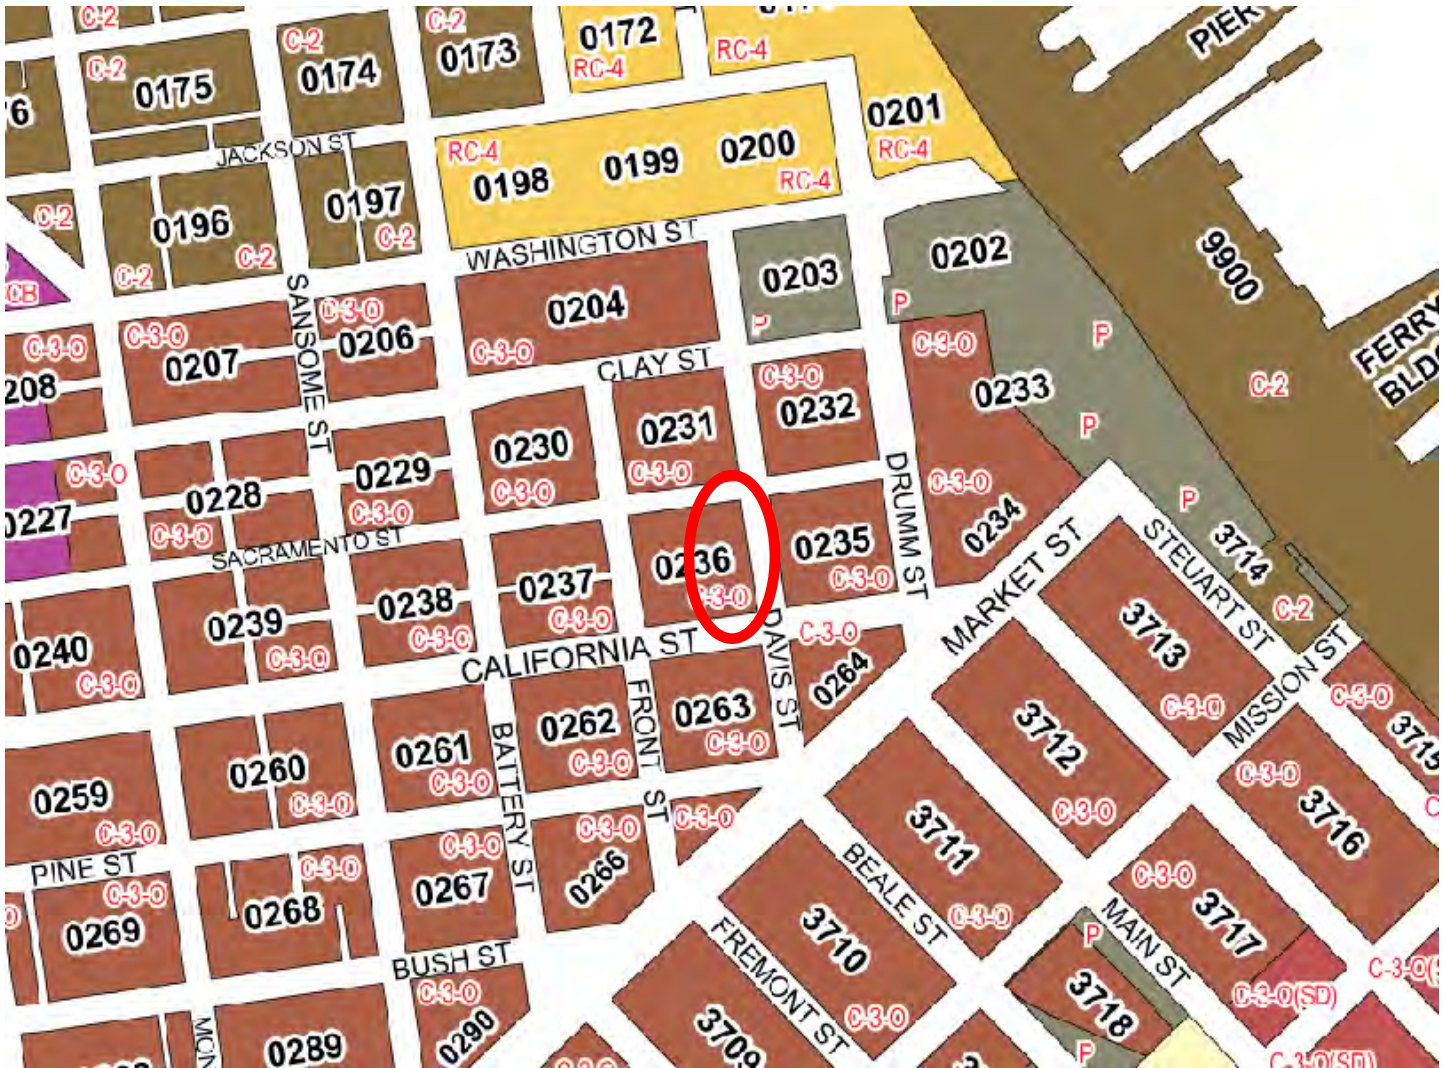 C-2
C-2
C-2
0172
RC-4
RC-4
PIER
C-2
0175
0174
0173
0201
RC-4
JACKSON ST
RC-4
0198
0199
0200
RC-4
C-2
0196
C-2
C-2
0197
C-2
WASHINGTON ST
0202
9900
CB
SANSOME ST
C-3-O
0204
C-3-O
0203
P
P
P
FERRY
BLD
C-3-O
C-3-O
0207
0206
C-3-O
208
CLAY ST
C-3-O
0233
C-2
C-3-O
0232
P
0230
C-3-O
0231
C-3-O
0229
C-3-O
C-3-O
0228
C-3-O
0227
DRUMM ST
C-3-O
0234
P
3714
C-2
SACRAMENTO ST
0236
C-3-O
0235
C-3-O
0237
C-3-O
0238
C-3-O
0239
C-3-O
0240
C-3-O
MARKET ST
STEUART ST
3713
C-3-O
MISSION ST
C-3-O
3715
CALIFORNIA ST
DAVIS ST
C-3-O
0264
0263
C-3-O
FRONT ST
0262
C-3-O
BATTERY ST
0261
C-3-O
0260
C-3-O
0259
C-3-O
3712
C-3-O
C-3-O
3716
PINE ST
C-3-O
0269
C-3-O
0268
C-3-O
0267
C-3-O
0266
C-3-O
3711
C-3-O
BEALE ST
C-3-O
3717
C-3-O(SD)
MAIN ST
P
3718
P
3710
C-3-O
FREMONT ST
3709
BUSH ST
C-3-O
0290
0289
MON
C-3-O(SD)